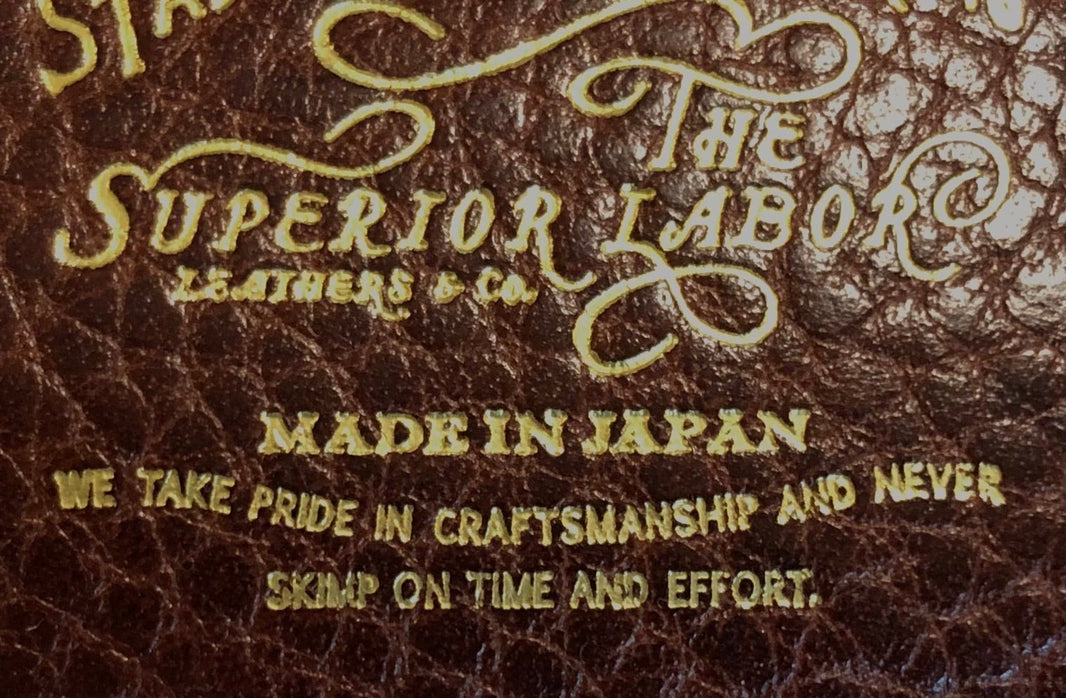 THE
SUPERIOR LABOR
LEATHERS & CO.
MADE IN JAPAN
WE TAKE PRIDE IN CRAFTSMANSHIP AND NEVER
SKIMP ON TIME AND EFFORT.